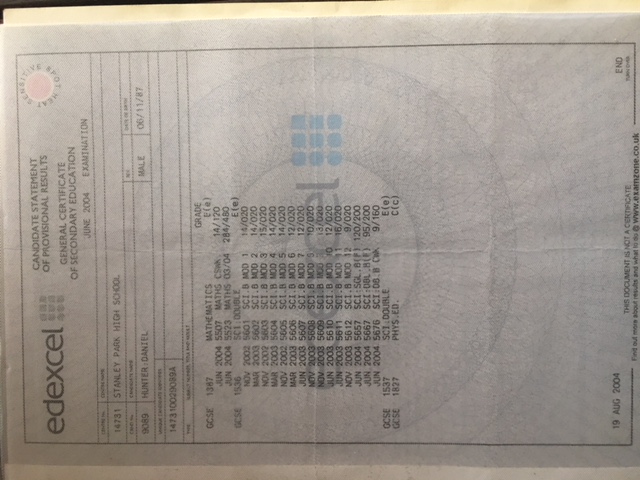 edexcel
CANDIDATE STATEMENT
OF PROVISIONAL RESULTS
GENERAL CERTIFICATE
OF SECONDARY EDUCATION
JUNE 2004 EXAMINATION
HEAT SENSITIVE SPOT
CENTRE No. CENTRE NAME
14731 STANLEY PARK HIGH SCHOOL
CAND No. CANDIDATE NAME SEX DATE OF BIRTH
9089 HUNTER:DANIEL MALE 06/11/87
UNIQUE CANDIDATE IDENTIFIER
147310029089A
TYPE SUBJECT NUMBER, TITLE AND RESULT
GRADE
GCSE 1387 MATHEMATICS E(e)
JUN 2004 5507 MATHS CSWK 14/120
JUN 2004 5523 MATHS 03/04 284/480
GCSE 1536 SCI.DOUBLE E(e)
NOV 2002 5601 SCI.B MOD 1 14/020
MAR 2003 5602 SCI.B MOD 2 14/020
NOV 2002 5603 SCI.B MOD 3 13/020
MAR 2003 5604 SCI.B MOD 4 14/020
NOV 2002 5605 SCI.B MOD 5 14/020
MAR 2003 5606 SCI.B MOD 6 12/020
JUN 2003 5607 SCI.B MOD 7 12/020
NOV 2003 5608 SCI.B MOD 10/020
NOV 2003 5609 SCI.B MOD 13/020
JUN 2003 5610 SCI.B MOD 10 12/020
JUN 2003 5611 SCI.B MOD 11 16/020
NOV 2003 5612 SCI.B MOD 12 9/020
JUN 2004 5657 SCI:SGL.B(F) 120/200
JUN 2004 5667 SCI:DBL.B(F) 95/200
JUN 2004 5676 SCI:DB.B CWK 9/160
GCSE 1537 SCI.DOUBLE E(e)
GCSE 1827 PHYS.ED. C(c)
19 AUG 2004 END
THIS DOCUMENT IS NOT A CERTIFICATE
Find out more about results and what to do @ www.examzone.co.uk